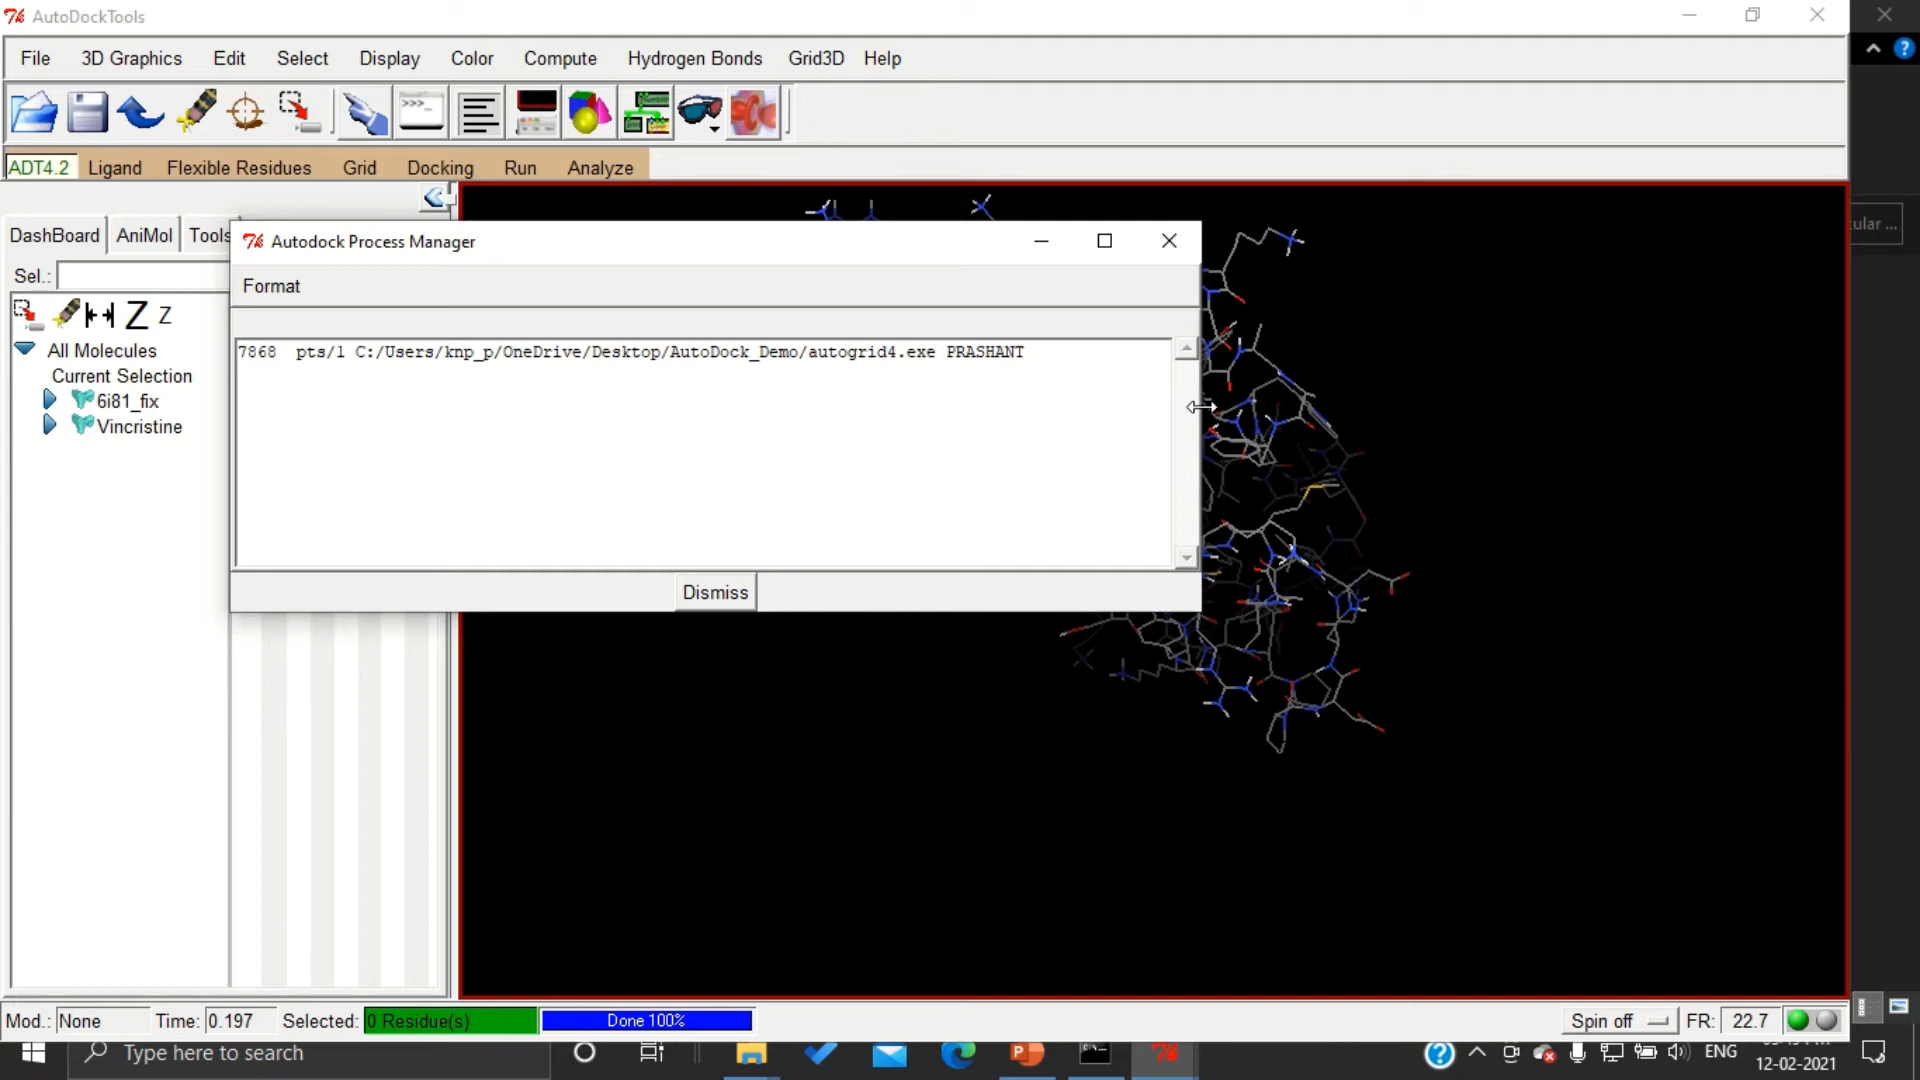 AutoDockTools
File 3D Graphics Edit Select Display Color Compute Hydrogen Bonds Grid3D Help
ADT4.2 Ligand Flexible Residues Grid Docking Run Analyze
DashBoard AniMol Tools
Autodock Process Manager
ular ...
Sel.:
Format
Z Z
All Molecules
Current Selection
6i81_fix
Vincristine
7868 pts/1 C:/Users/knp_p/OneDrive/Desktop/AutoDock_Demo/autogrid4.exe PRASHANT
Dismiss
Mod.: None Time: 0.197 Selected: 0 Residue(s) Done 100% Spin off FR: 22.7
Type here to search
ENG
12-02-2021